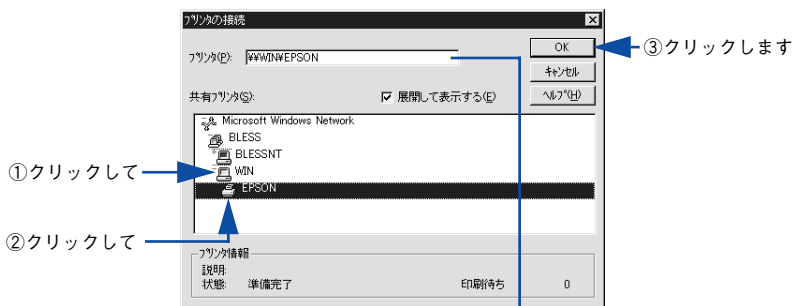 プリンタの接続
プリンタ(P): ¥¥WIN¥EPSON
OK
③クリックします
キャンセル
共有プリンタ(S):
展開して表示する(E)
ヘルプ(H)
Microsoft Windows Network
BLESS
BLESSNT
①クリックして
WIN
EPSON
②クリックして
プリンタ情報
説明:
状態: 準備完了 印刷待ち 0